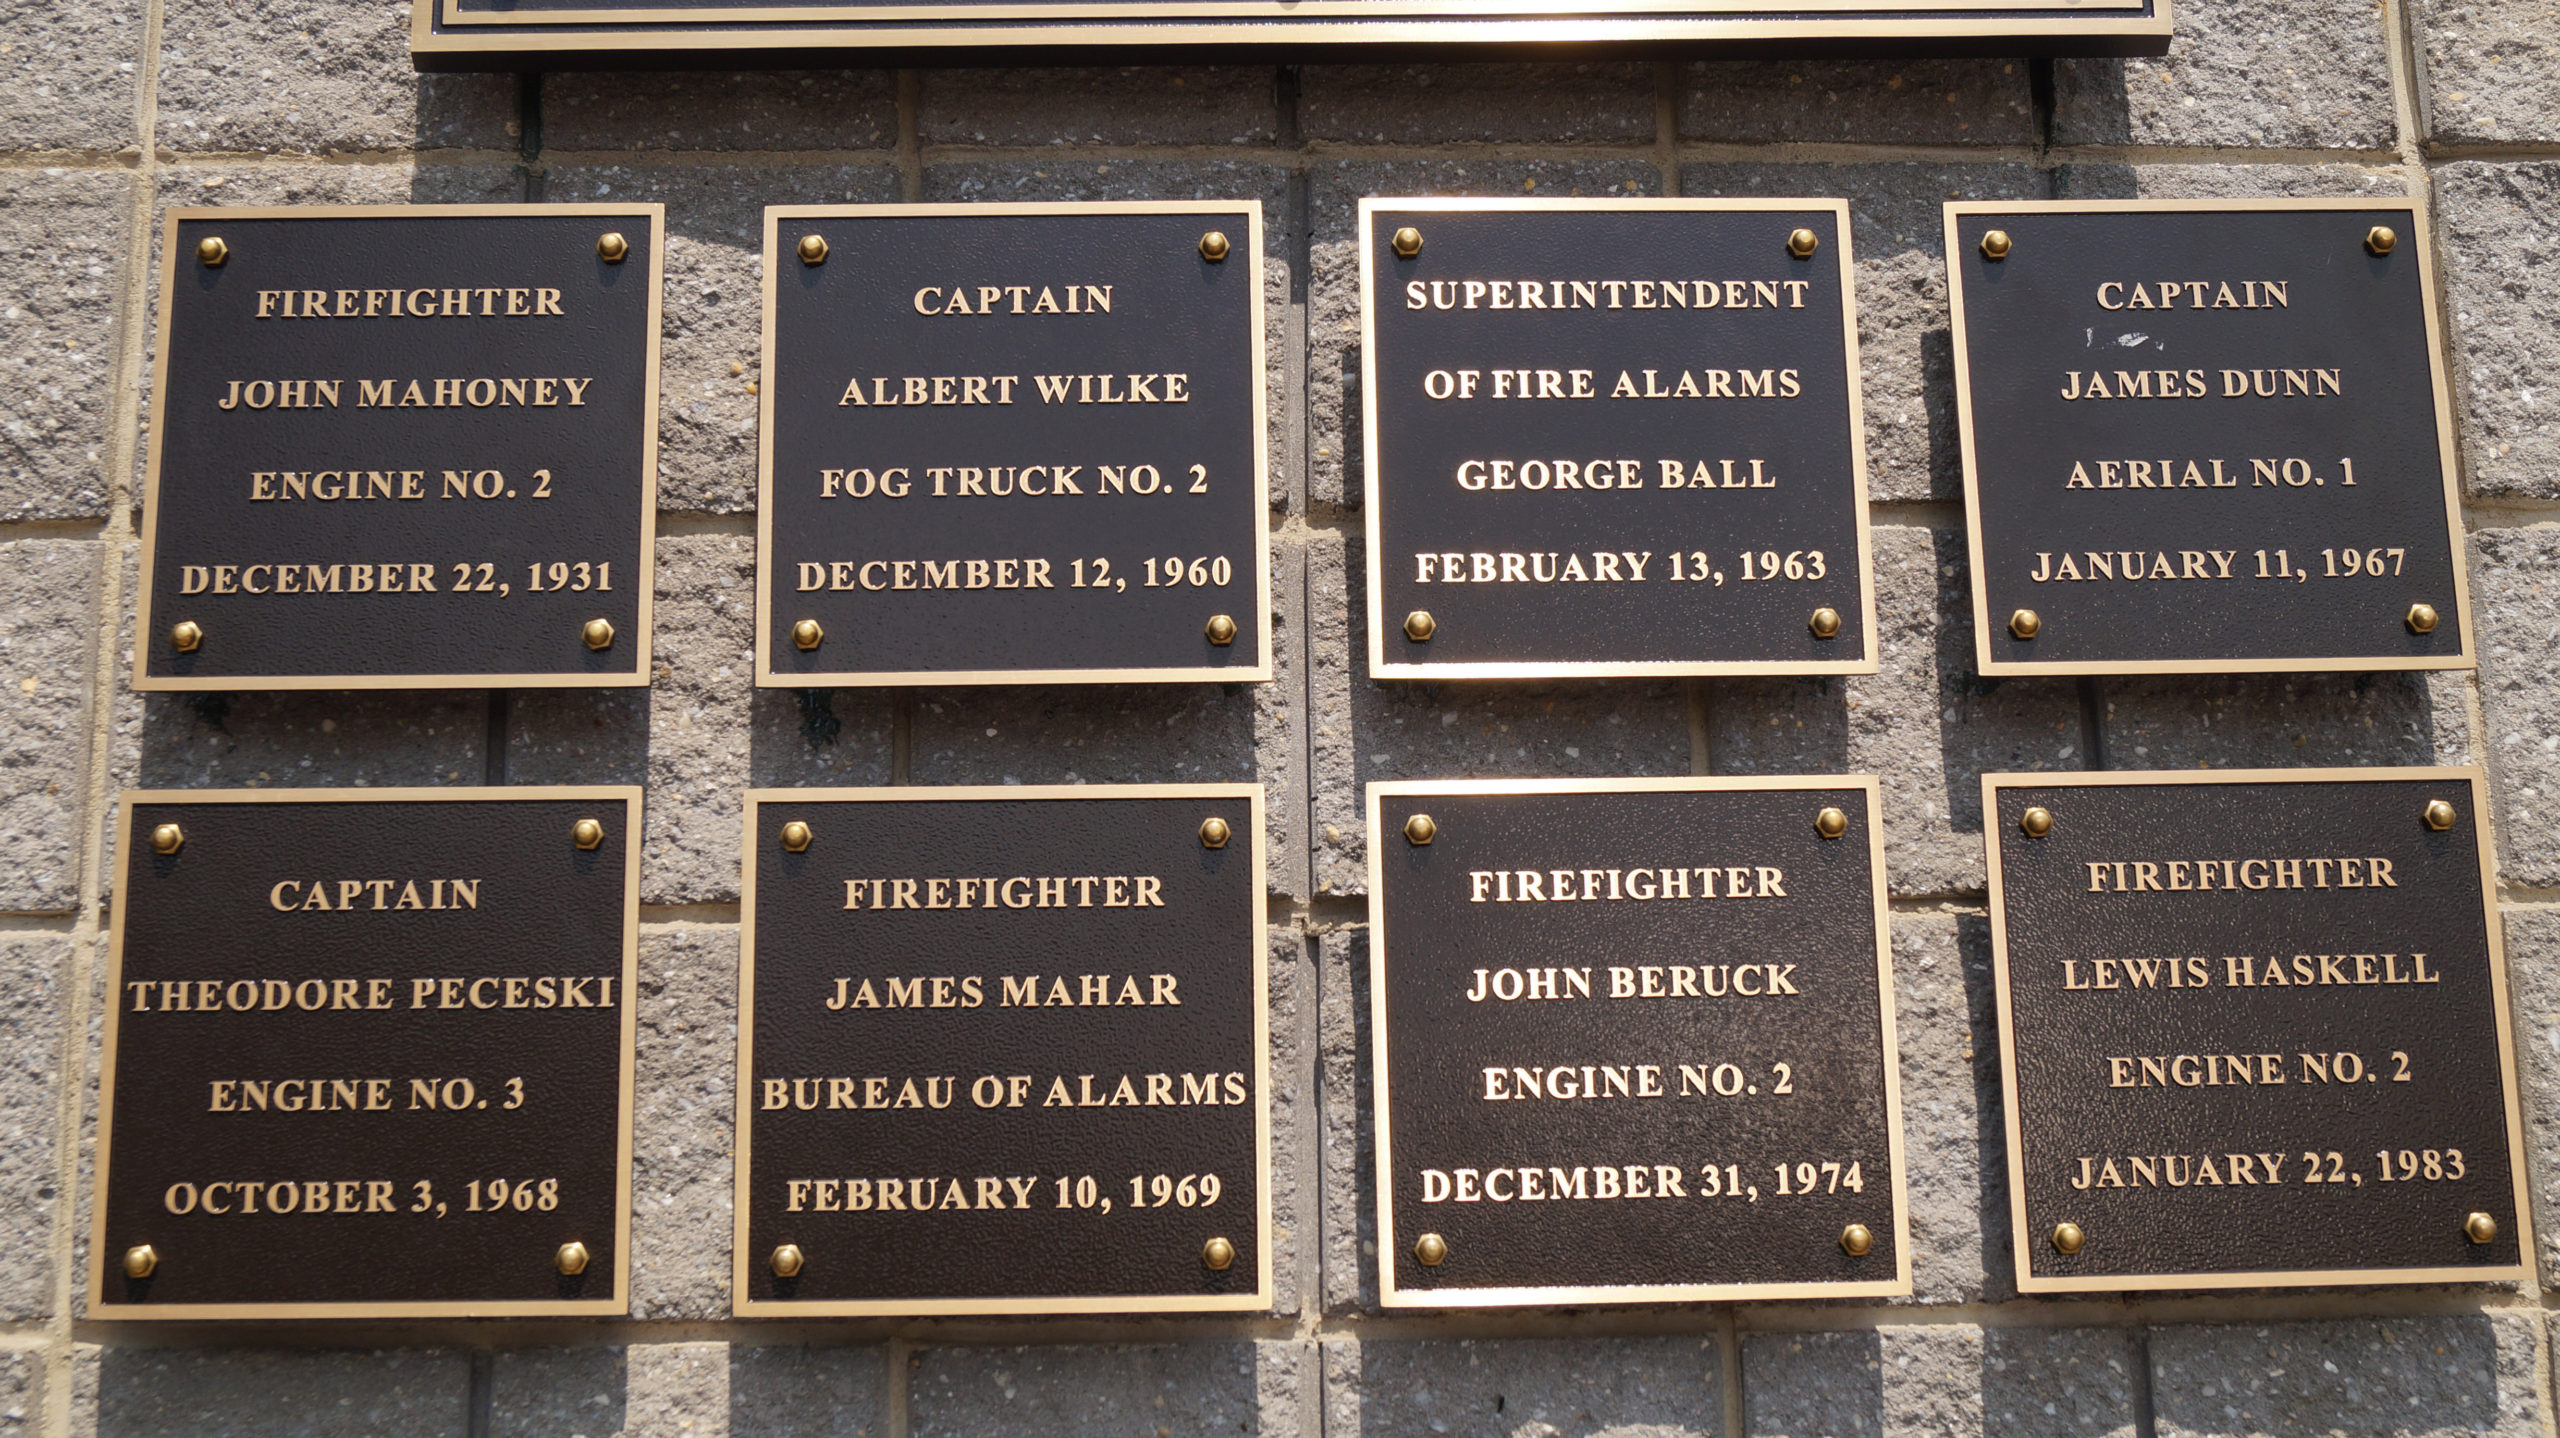 FIREFIGHTER
JOHN MAHONEY
ENGINE NO. 2
DECEMBER 22, 1931
CAPTAIN
ALBERT WILKE
FOG TRUCK NO. 2
DECEMBER 12, 1960
SUPERINTENDENT
OF FIRE ALARMS
GEORGE BALL
FEBRUARY 13, 1963
CAPTAIN
JAMES DUNN
AERIAL NO. 1
JANUARY 11, 1967
CAPTAIN
THEODORE PECESKI
ENGINE NO. 3
OCTOBER 3, 1968
FIREFIGHTER
JAMES MAHAR
BUREAU OF ALARMS
FEBRUARY 10, 1969
FIREFIGHTER
JOHN BERUCK
ENGINE NO. 2
DECEMBER 31, 1974
FIREFIGHTER
LEWIS HASKELL
ENGINE NO. 2
JANUARY 22, 1983